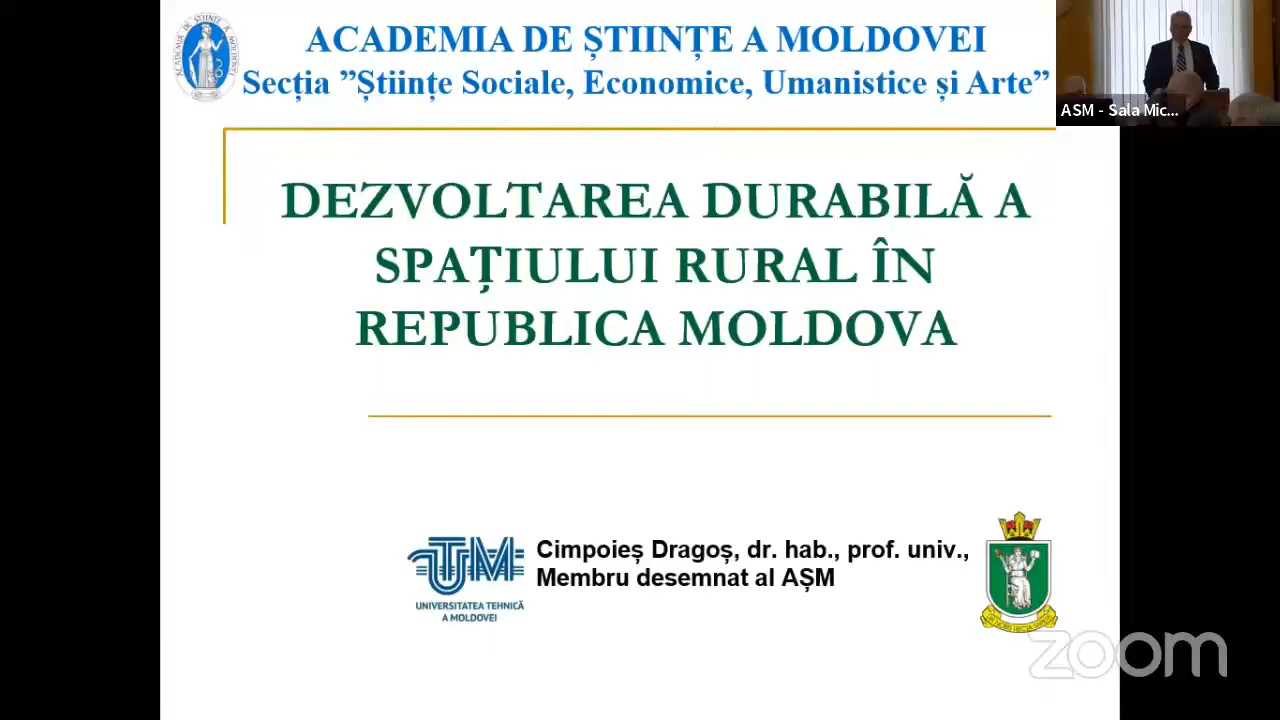 ACADEMIA DE ȘTIINȚE A MOLDOVEI
Secția ”Științe Sociale, Economice, Umanistice și Arte”
ASM - Sala Mic...
DEZVOLTAREA DURABILĂ A
SPAȚIULUI RURAL ÎN
REPUBLICA MOLDOVA
UTM
UNIVERSITATEA TEHNICĂ
A MOLDOVEI
Cimpoieș Dragoș, dr. hab., prof. univ.,
Membru desemnat al AȘM
zoom